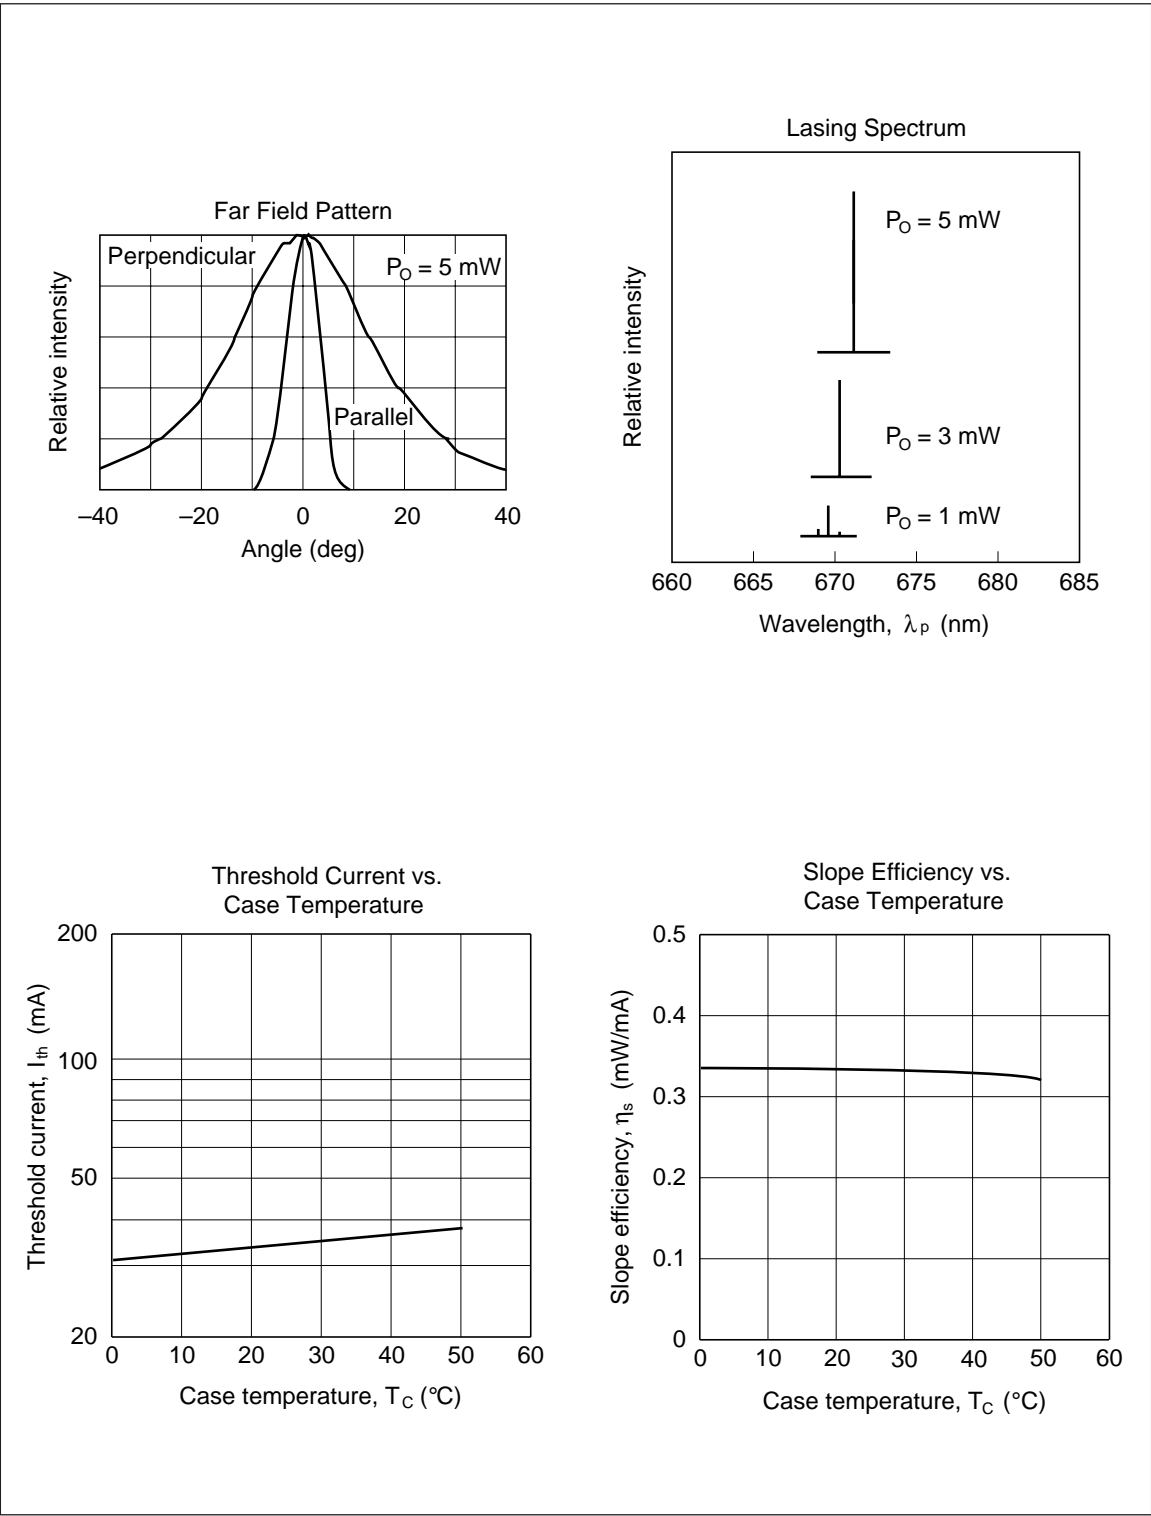 Far Field Pattern
Perpendicular
P_O = 5 mW
Parallel
Relative intensity
–40 –20 0 20 40
Angle (deg)
Lasing Spectrum
P_O = 5 mW
P_O = 3 mW
P_O = 1 mW
Relative intensity
660 665 670 675 680 685
Wavelength, λp (nm)
Threshold Current vs.
Case Temperature
200
100
50
20
Threshold current, I_th (mA)
0 10 20 30 40 50 60
Case temperature, T_C (°C)
Slope Efficiency vs.
Case Temperature
0.5
0.4
0.3
0.2
0.1
0
Slope efficiency, η_s (mW/mA)
0 10 20 30 40 50 60
Case temperature, T_C (°C)